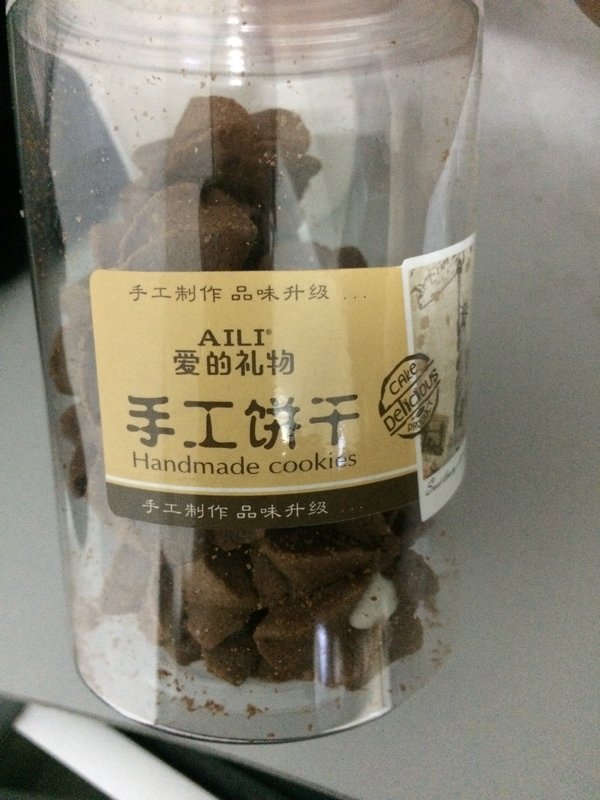 手工制作 品味升级 ...
AILI®
爱的礼物
手工饼干
Handmade cookies
手工制作 品味升级 ...
CAKE
Delicious